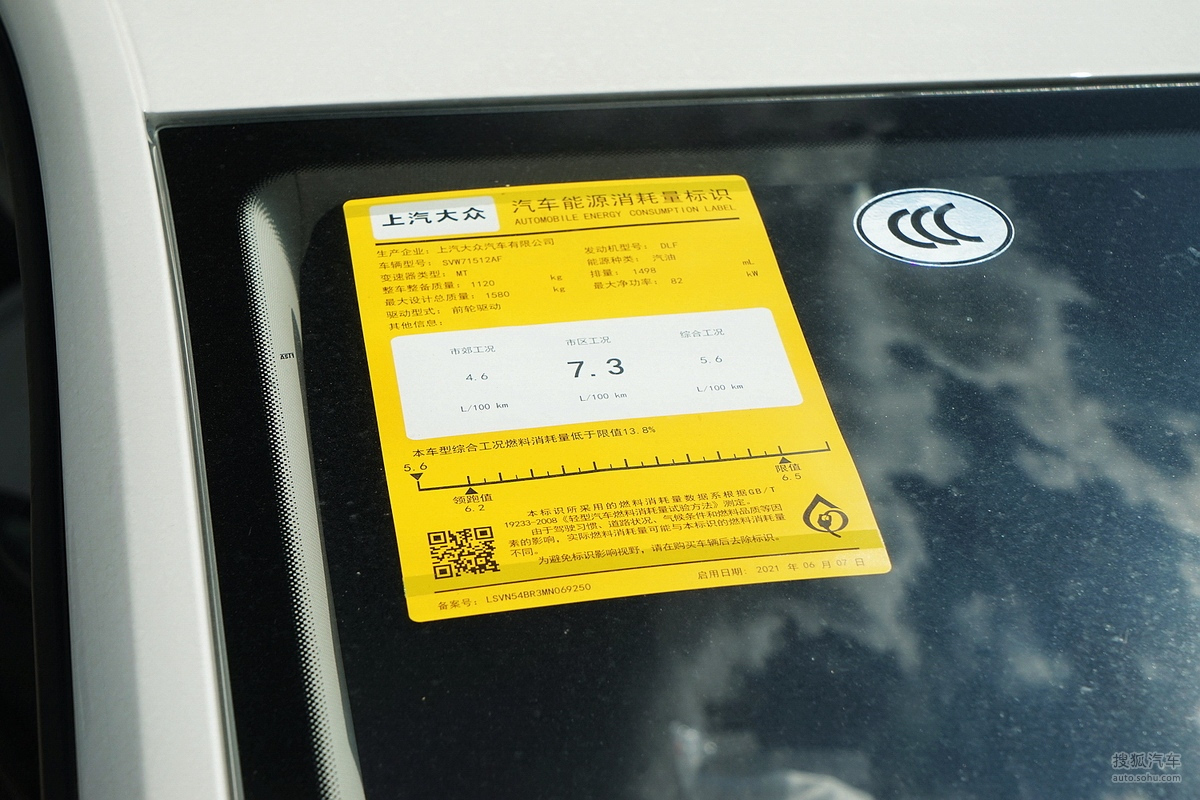 上汽大众
汽车能源消耗量标识
AUTOMOBILE ENERGY CONSUMPTION LABEL
生产企业：上汽大众汽车有限公司
车辆型号：SVW71512AF
变速器类型：MT
整车整备质量：1120 kg
最大设计总质量：1580 kg
驱动型式：前轮驱动
其他信息：
发动机型号：DLF
能源种类：汽油
排量：1498 mL
最大净功率：82 kW
市郊工况
4.6
L/100 km
市区工况
7.3
L/100 km
综合工况
5.6
L/100 km
本车型综合工况燃料消耗量低于限值13.8%
5.6
领跑值
6.2
限值
6.5
本标识所采用的燃料消耗量数据系根据GB/T
19233-2008《轻型汽车燃料消耗量试验方法》测定。
由于驾驶习惯、道路状况、气候条件和燃料品质等因
素的影响，实际燃料消耗量可能与本标识的燃料消耗量
不同。
为避免标识影响视野，请在购买车辆后去除标识。
备案号：LSVN54BR3MN069250
启用日期：2021 年 06 月 07 日
CCC
搜狐汽车
auto.sohu.com